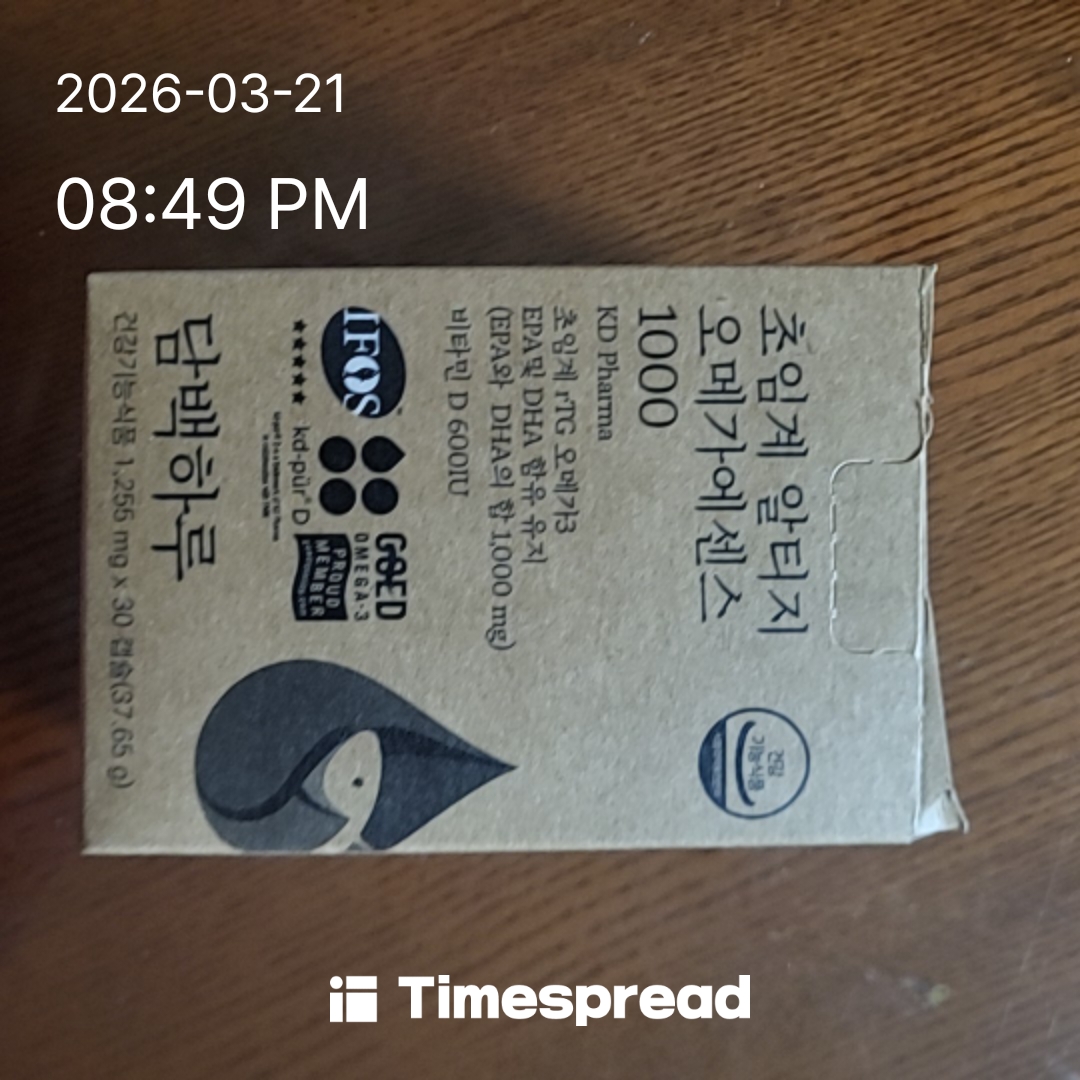 2026-03-21
08:49 PM
초임계 알티지
오메가에센스
1000
KD Pharma
초임계 rTG 오메가3
EPA 및 DHA 함유 유지
(EPA와 DHA의 합 1,000 mg)
비타민 D 600IU
건강
기능식품
IFOS
GOED
OMEGA-3
PROUD
MEMBER
kd-pür® D
담백하루
건강기능식품 1,255 mg x 30 캡슐(37.65 g)
Timespread